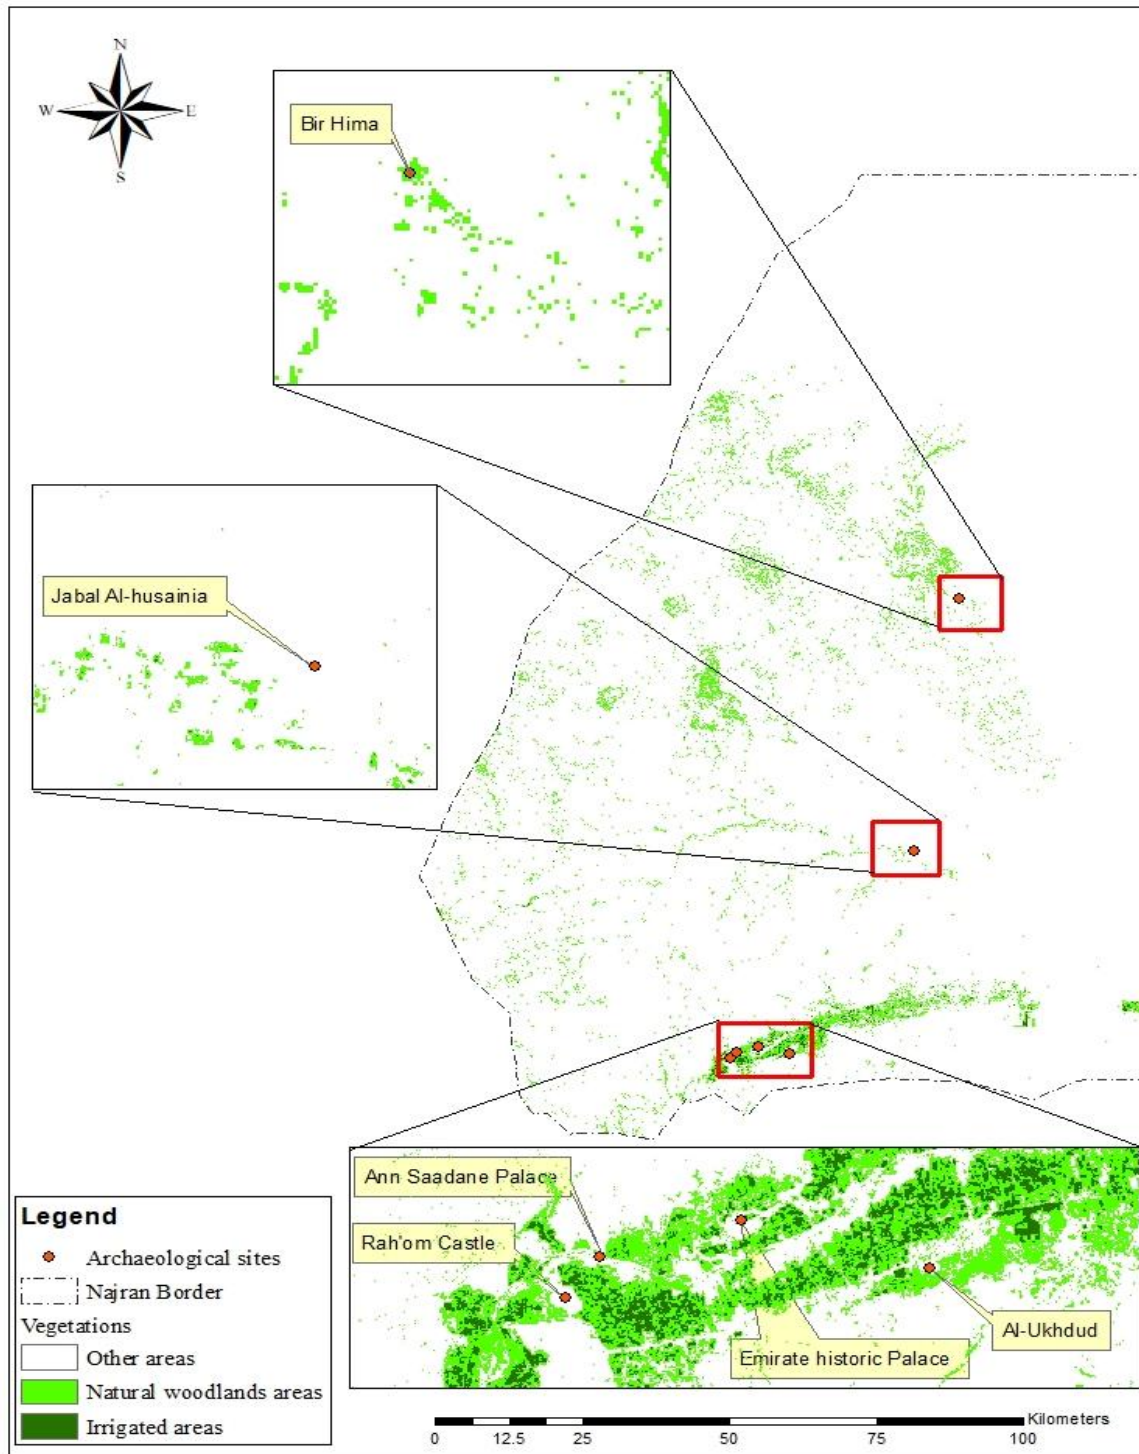 N
W E
S
Bir Hima
Jabal Al-husainia
Ann Saadane Palace
Rah'om Castle
Al-Ukhdud
Emirate historic Palace
Legend
Archaeological sites
Najran Border
Vegetations
Other areas
Natural woodlands areas
Irrigated areas
Kilometers
0 12.5 25 50 75 100